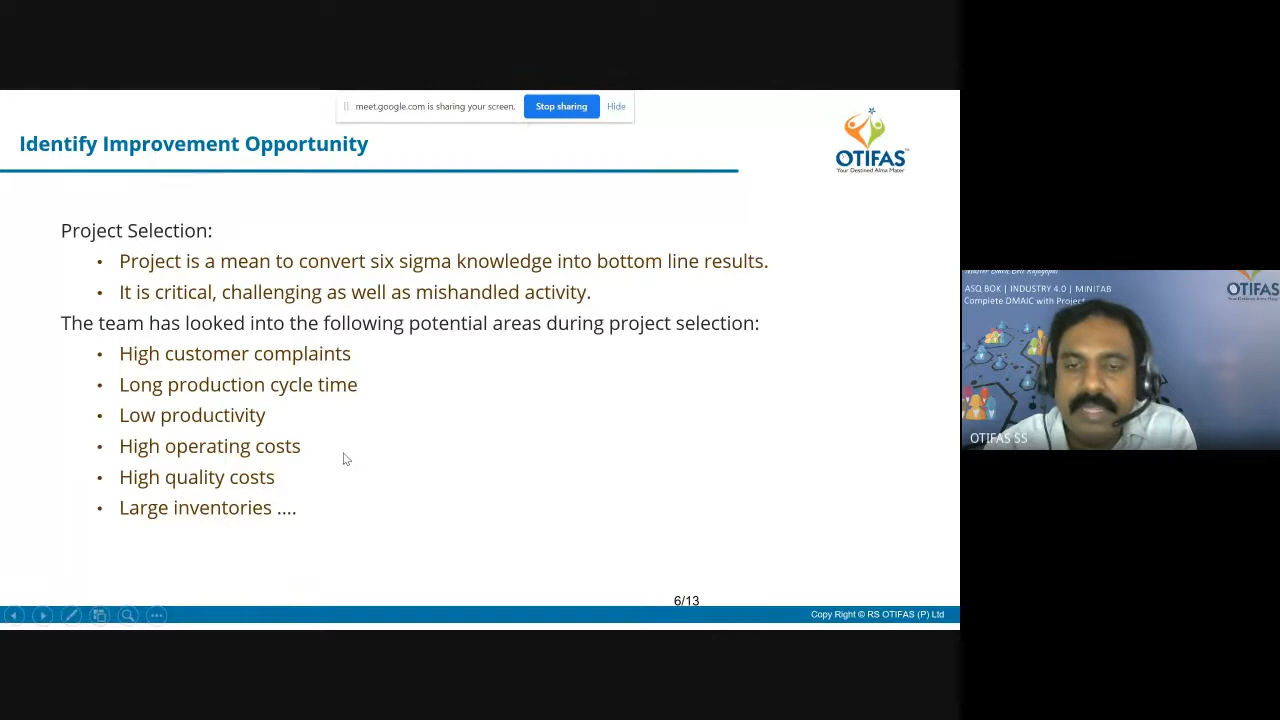 meet.google.com is sharing your screen.
Stop sharing
Hide
Identify Improvement Opportunity
OTIFAS
Your Destined Alma Mater
Project Selection:
• Project is a mean to convert six sigma knowledge into bottom line results.
• It is critical, challenging as well as mishandled activity.
The team has looked into the following potential areas during project selection:
• High customer complaints
• Long production cycle time
• Low productivity
• High operating costs
• High quality costs
• Large inventories ....
6/13
Copy Right © RS OTIFAS (P) Ltd
ASQ BOK | INDUSTRY 4.0 | MINITAB
Complete DMAIC with Project
OTIFAS
OTIFAS SS